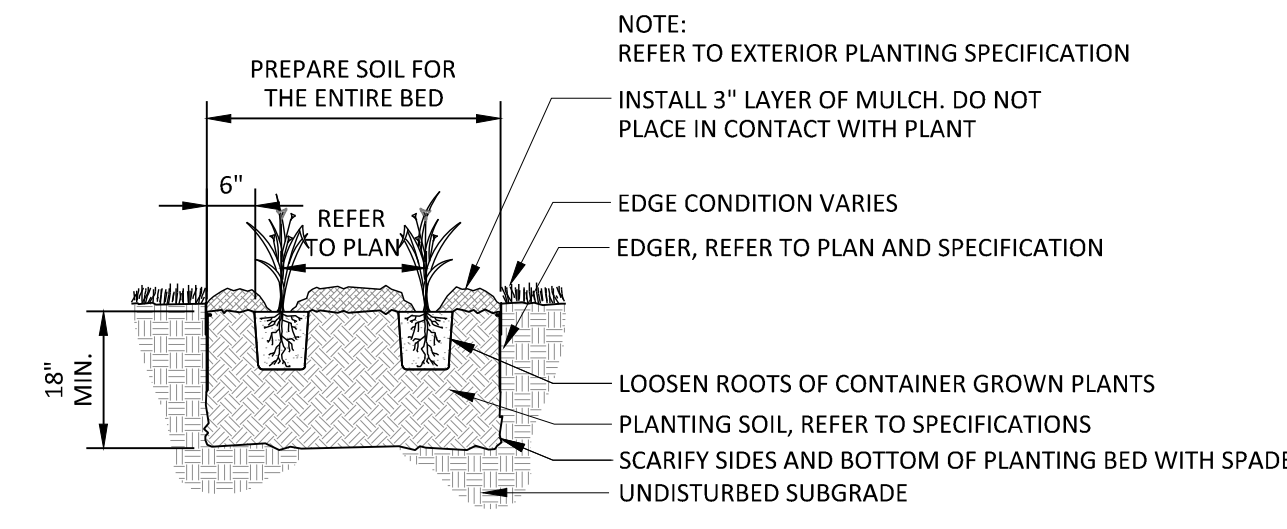 NOTE:
REFER TO EXTERIOR PLANTING SPECIFICATION
PREPARE SOIL FOR
THE ENTIRE BED
INSTALL 3" LAYER OF MULCH. DO NOT
PLACE IN CONTACT WITH PLANT
6"
REFER
TO PLAN
EDGE CONDITION VARIES
EDGER, REFER TO PLAN AND SPECIFICATION
18"
MIN.
LOOSEN ROOTS OF CONTAINER GROWN PLANTS
PLANTING SOIL, REFER TO SPECIFICATIONS
SCARIFY SIDES AND BOTTOM OF PLANTING BED WITH SPADE
UNDISTURBED SUBGRADE